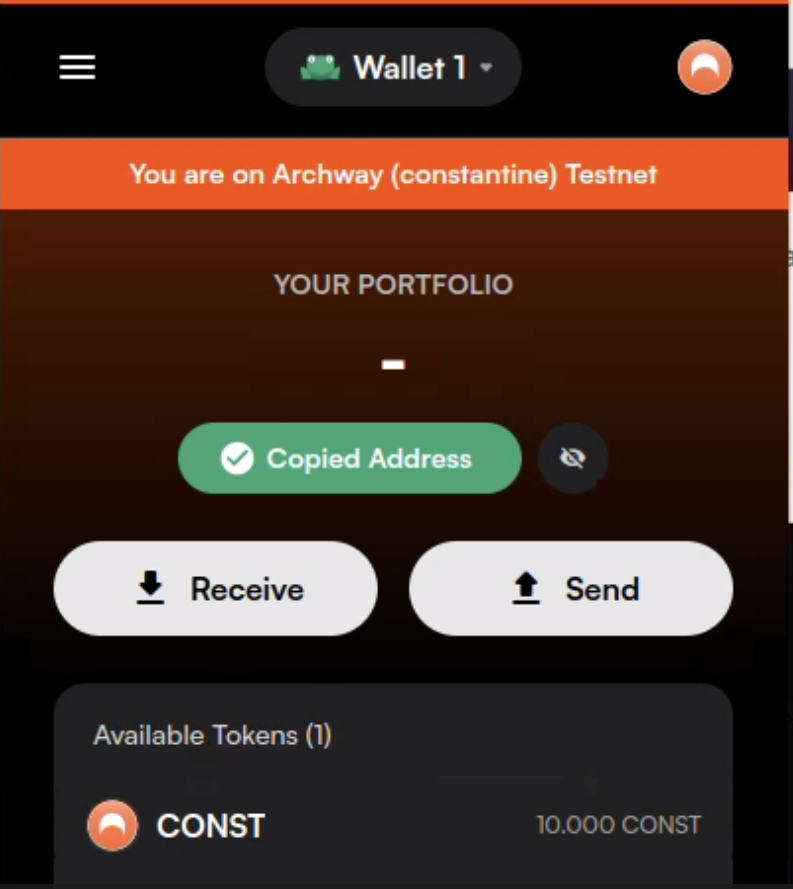 Wallet 1
You are on Archway (constantine) Testnet
YOUR PORTFOLIO
-
Copied Address
Receive
Send
Available Tokens (1)
CONST
10.000 CONST